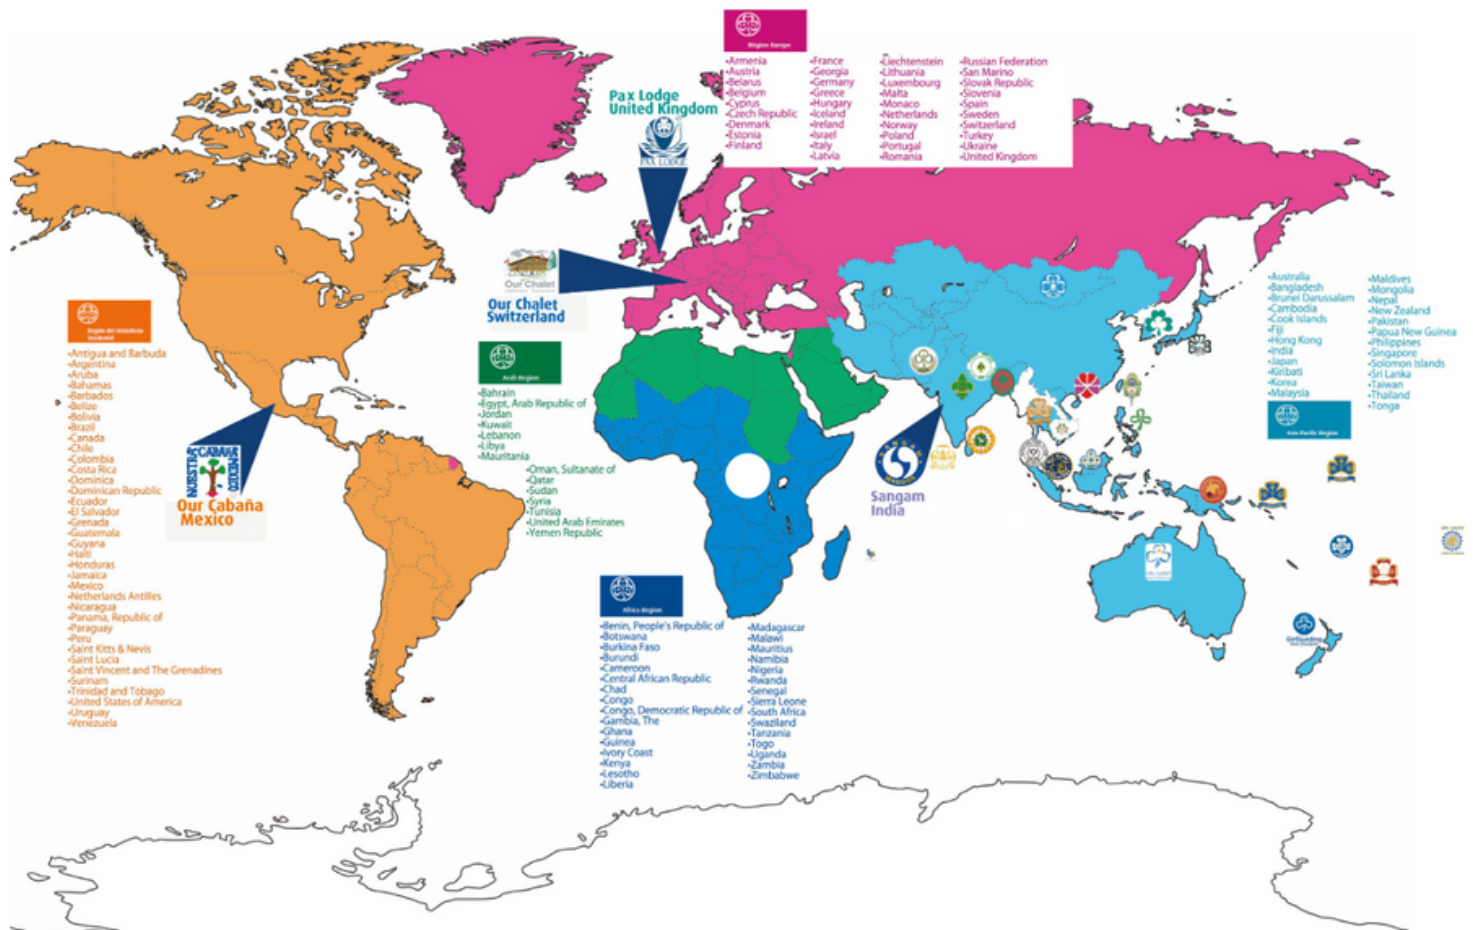 Région Europe
•Armenia
•Austria
•Belarus
•Belgium
•Cyprus
•Czech Republic
•Denmark
•Estonia
•Finland
•France
•Georgia
•Germany
•Greece
•Hungary
•Iceland
•Ireland
•Israel
•Italy
•Latvia
•Liechtenstein
•Lithuania
•Luxembourg
•Malta
•Monaco
•Netherlands
•Norway
•Poland
•Portugal
•Romania
•Russian Federation
•San Marino
•Slovak Republic
•Slovenia
•Spain
•Sweden
•Switzerland
•Turkey
•Ukraine
•United Kingdom
Pax Lodge
United Kingdom
PAX LODGE
Our Chalet
Our Chalet
Switzerland
•Antigua and Barbuda
•Argentina
•Aruba
•Bahamas
•Barbados
•Belize
•Bolivia
•Brazil
•Canada
•Chile
•Colombia
•Costa Rica
•Dominica
•Dominican Republic
•Ecuador
•El Salvador
•Grenada
•Guatemala
•Guyana
•Haiti
•Honduras
•Jamaica
•Mexico
•Netherlands Antilles
•Nicaragua
•Panama, Republic of
•Paraguay
•Peru
•Saint Kitts & Nevis
•Saint Lucia
•Saint Vincent and The Grenadines
•Surinam
•Trinidad and Tobago
•United States of America
•Uruguay
•Venezuela
NUESTRA CABAÑA MEXICO
Our Cabaña
Mexico
Arab Region
•Bahrain
•Egypt, Arab Republic of
•Jordan
•Kuwait
•Lebanon
•Libya
•Mauritania
•Oman, Sultanate of
•Qatar
•Sudan
•Syria
•Tunisia
•United Arab Emirates
•Yemen Republic
Africa Region
•Benin, People's Republic of
•Botswana
•Burkina Faso
•Burundi
•Cameroon
•Central African Republic
•Chad
•Congo
•Congo, Democratic Republic of
•Gambia, The
•Ghana
•Guinea
•Ivory Coast
•Kenya
•Lesotho
•Liberia
•Madagascar
•Malawi
•Mauritius
•Namibia
•Nigeria
•Rwanda
•Senegal
•Sierra Leone
•South Africa
•Swaziland
•Tanzania
•Togo
•Uganda
•Zambia
•Zimbabwe
SANGAM
Sangam
India
•Australia
•Bangladesh
•Brunei Darussalam
•Cambodia
•Cook Islands
•Fiji
•Hong Kong
•India
•Japan
•Kiribati
•Korea
•Malaysia
•Maldives
•Mongolia
•Nepal
•New Zealand
•Pakistan
•Papua New Guinea
•Philippines
•Singapore
•Solomon Islands
•Sri Lanka
•Taiwan
•Thailand
•Tonga
Asia Pacific Region
GirlGuiding